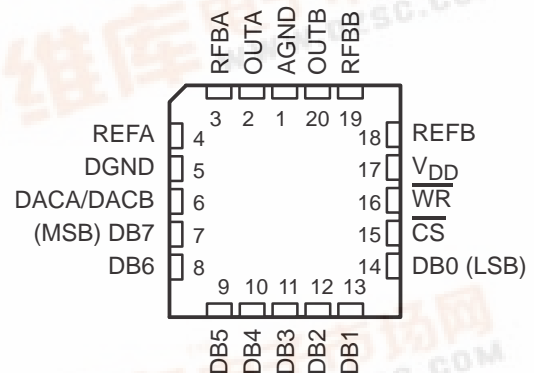 RFBA OUTA AGND OUTB RFBB
3 2 1 20 19
REFA 4 18 REFB
DGND 5 17 VDD
DACA/DACB 6 16 WR
(MSB) DB7 7 15 CS
DB6 8 14 DB0 (LSB)
9 10 11 12 13
DB5 DB4 DB3 DB2 DB1